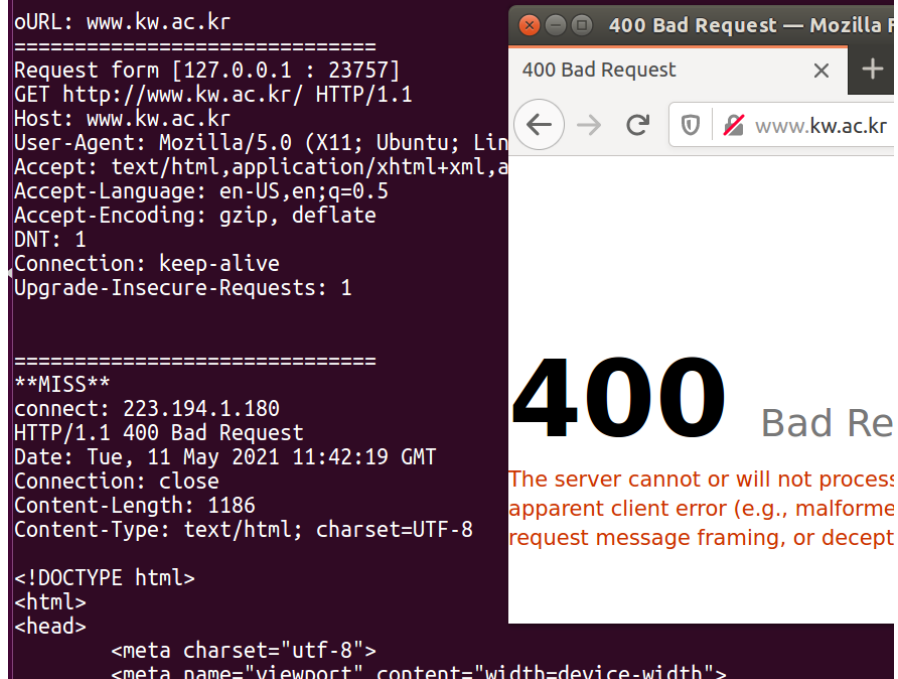 oURL: www.kw.ac.kr
==============================
Request form [127.0.0.1 : 23757]
GET http://www.kw.ac.kr/ HTTP/1.1
Host: www.kw.ac.kr
User-Agent: Mozilla/5.0 (X11; Ubuntu; Lin
Accept: text/html,application/xhtml+xml,a
Accept-Language: en-US,en;q=0.5
Accept-Encoding: gzip, deflate
DNT: 1
Connection: keep-alive
Upgrade-Insecure-Requests: 1
==============================
**MISS**
connect: 223.194.1.180
HTTP/1.1 400 Bad Request
Date: Tue, 11 May 2021 11:42:19 GMT
Connection: close
Content-Length: 1186
Content-Type: text/html; charset=UTF-8
<!DOCTYPE html>
<html>
<head>
<meta charset="utf-8">
<meta name="viewport" content="width=device-width">
400 Bad Request — Mozilla F
400 Bad Request
www.kw.ac.kr
400 Bad Re
The server cannot or will not process
apparent client error (e.g., malforme
request message framing, or decept